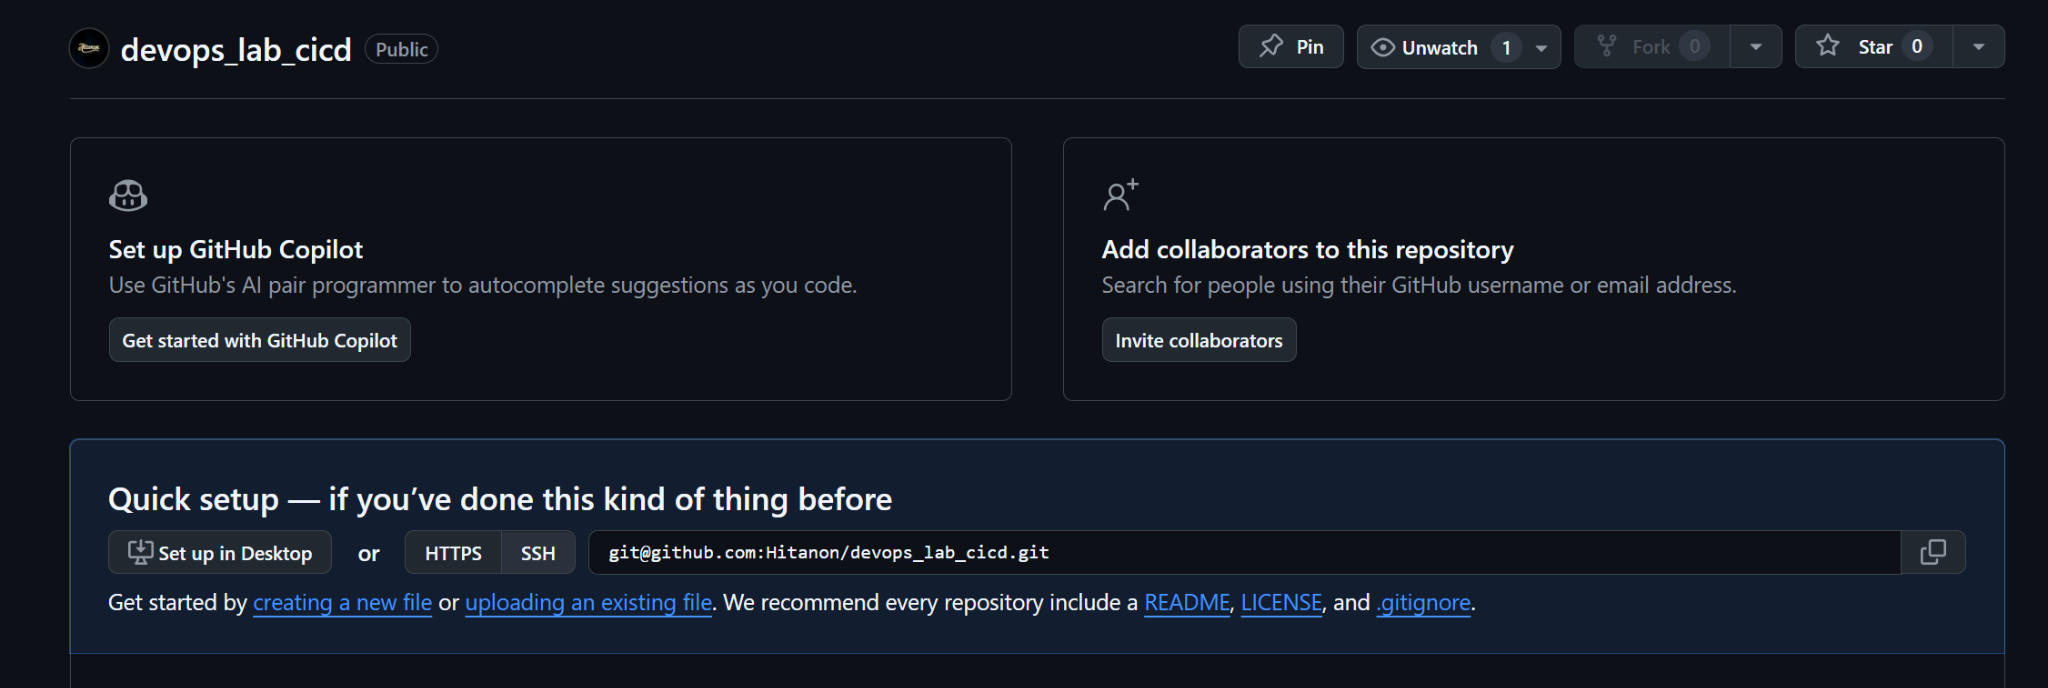 devops_lab_cicd Public
Pin
Unwatch 1
Fork 0
Star 0
Set up GitHub Copilot
Use GitHub's AI pair programmer to autocomplete suggestions as you code.
Get started with GitHub Copilot
Add collaborators to this repository
Search for people using their GitHub username or email address.
Invite collaborators
Quick setup — if you’ve done this kind of thing before
Set up in Desktop or HTTPS SSH git@github.com:Hitanon/devops_lab_cicd.git
Get started by creating a new file or uploading an existing file. We recommend every repository include a README, LICENSE, and .gitignore.